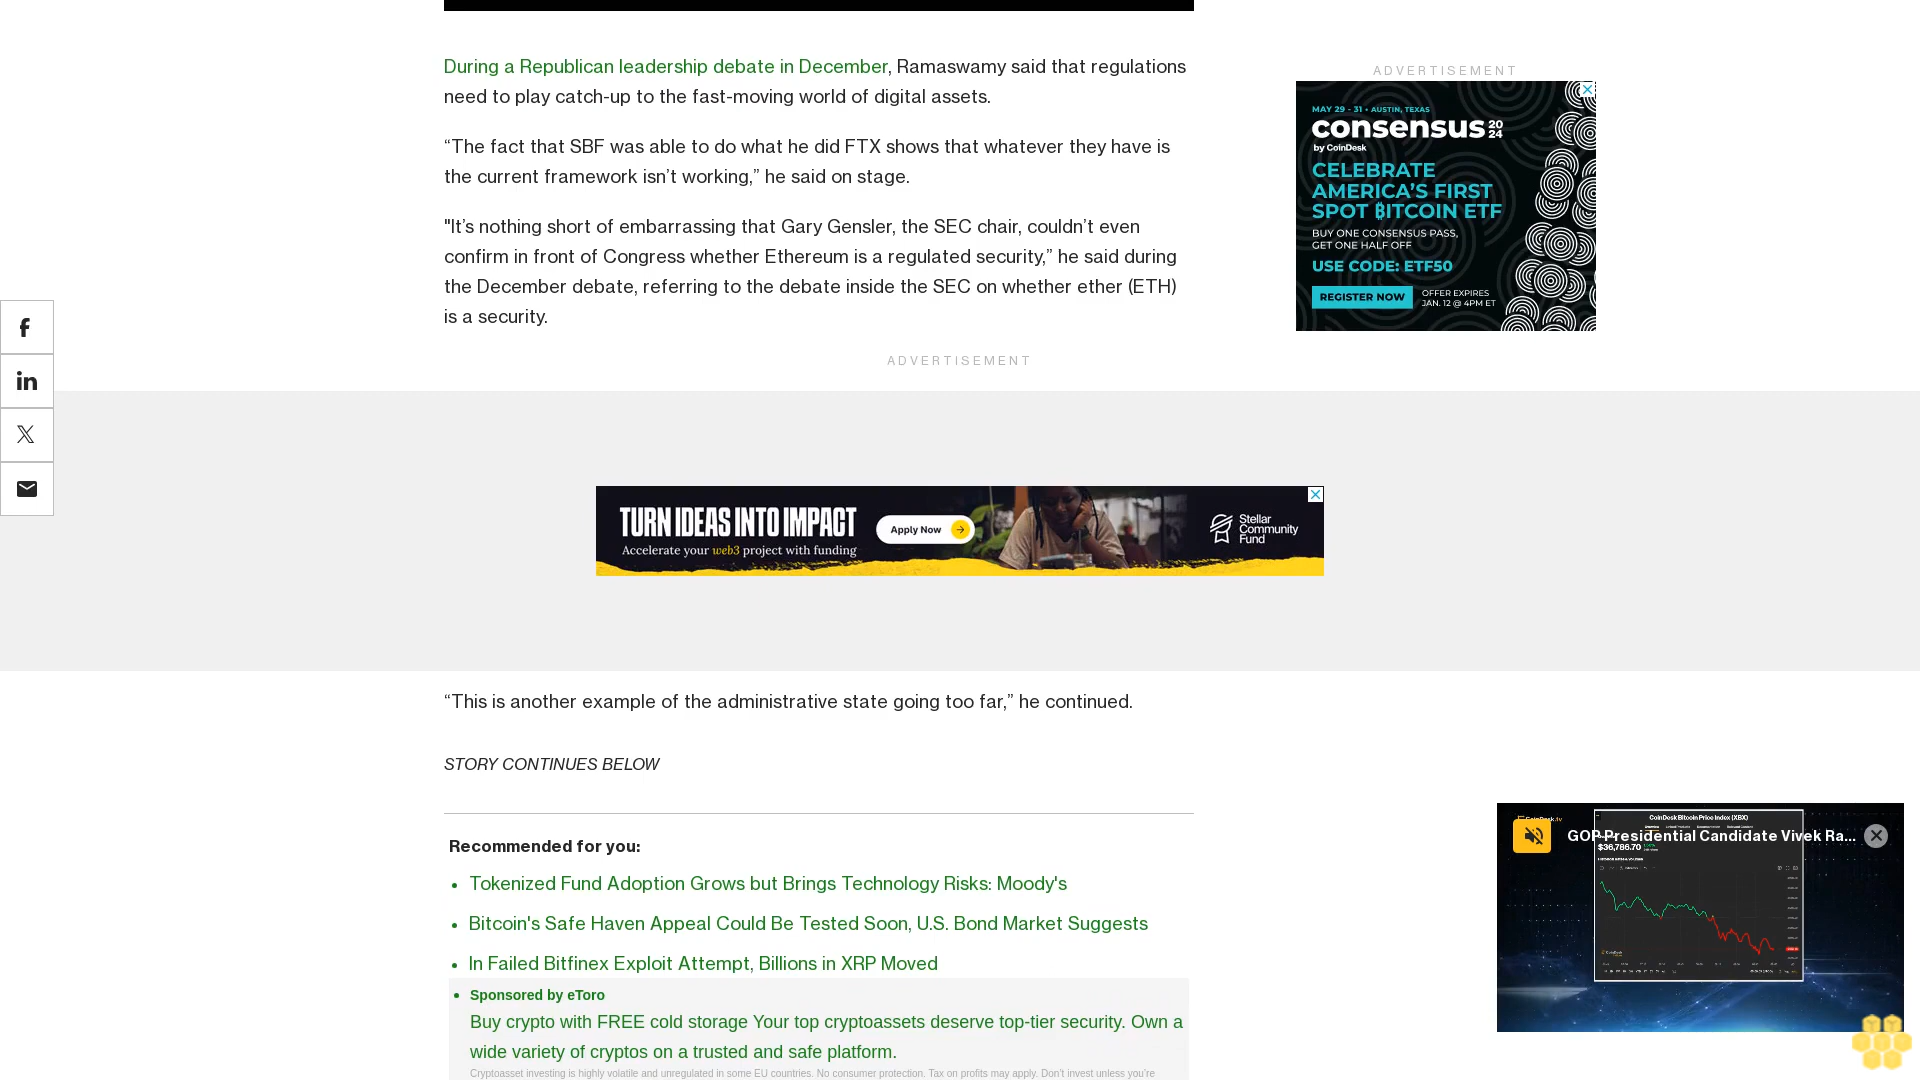 During a Republican leadership debate in December, Ramaswamy said that regulations
need to play catch-up to the fast-moving world of digital assets.
“The fact that SBF was able to do what he did FTX shows that whatever they have is
the current framework isn’t working,” he said on stage.
"It’s nothing short of embarrassing that Gary Gensler, the SEC chair, couldn’t even
confirm in front of Congress whether Ethereum is a regulated security,” he said during
the December debate, referring to the debate inside the SEC on whether ether (ETH)
is a security.
ADVERTISEMENT
MAY 29 - 31 • AUSTIN, TEXAS
consensus 2024
by CoinDesk
CELEBRATE
AMERICA’S FIRST
SPOT ₿ITCOIN ETF
BUY ONE CONSENSUS PASS,
GET ONE HALF OFF
USE CODE: ETF50
REGISTER NOW
OFFER EXPIRES
JAN. 12 @ 4PM ET
ADVERTISEMENT
TURN IDEAS INTO IMPACT
Accelerate your web3 project with funding
Apply Now
Stellar
Community
Fund
“This is another example of the administrative state going too far,” he continued.
STORY CONTINUES BELOW
Recommended for you:
• Tokenized Fund Adoption Grows but Brings Technology Risks: Moody's
• Bitcoin's Safe Haven Appeal Could Be Tested Soon, U.S. Bond Market Suggests
• In Failed Bitfinex Exploit Attempt, Billions in XRP Moved
• Sponsored by eToro
Buy crypto with FREE cold storage Your top cryptoassets deserve top-tier security. Own a
wide variety of cryptos on a trusted and safe platform.
Cryptoasset investing is highly volatile and unregulated in some EU countries. No consumer protection. Tax on profits may apply. Don’t invest unless you’re
CoinDesk Bitcoin Price Index (XBX)
GOP Presidential Candidate Vivek Ra...
$36,786.70